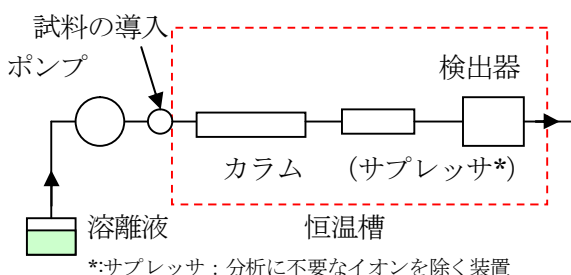 試料の導入
ポンプ
検出器
カラム
(サプレッサ*)
溶離液
恒温槽
*:サプレッサ：分析に不要なイオンを除く装置